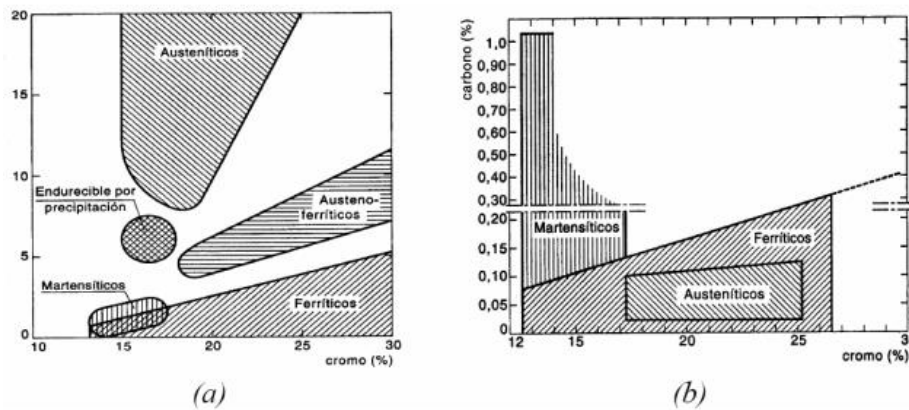 20
15
10
5
0
Austeníticos
Endurecible por
precipitación
Austeno-
ferríticos
Martensíticos
Ferríticos
10
15
20
25
30
cromo (%)
(a)
carbono (%)
1,0
0,90
0,80
0,70
0,60
0,50
0,40
0,30
0,20
0,15
0,10
0,05
0
Martensíticos
Ferríticos
Austeníticos
12
15
20
25
3
cromo (%)
(b)